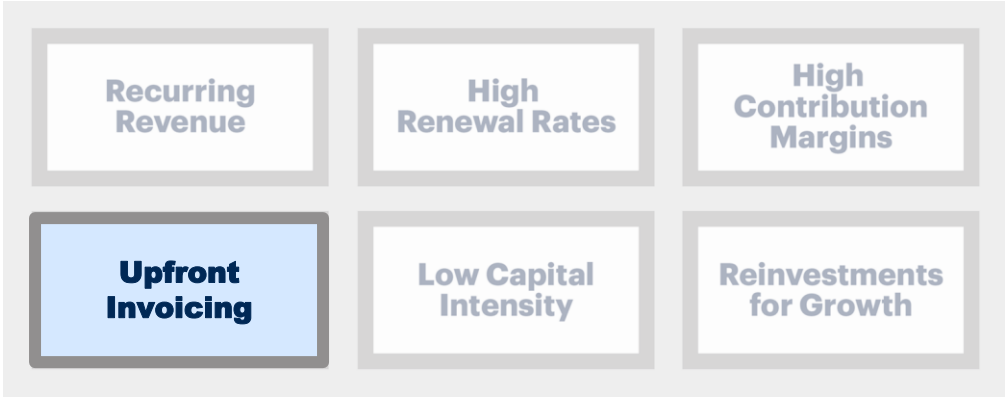 Recurring
Revenue
High
Renewal Rates
High
Contribution
Margins
Upfront
Invoicing
Low Capital
Intensity
Reinvestments
for Growth